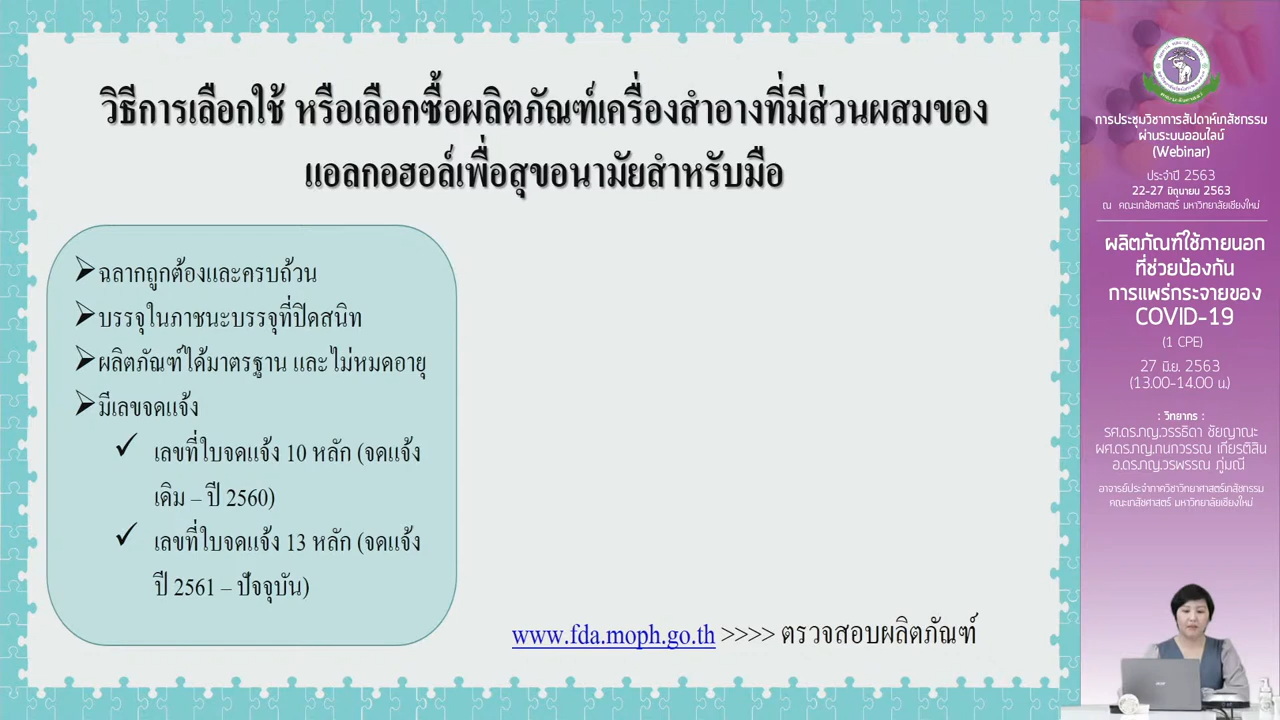 วิธีการเลือกใช้ หรือเลือกซื้อผลิตภัณฑ์เครื่องสำอางที่มีส่วนผสมของ
แอลกอฮอล์เพื่อสุขอนามัยสำหรับมือ
➢ฉลากถูกต้องและครบถ้วน
➢บรรจุในภาชนะบรรจุที่ปิดสนิท
➢ผลิตภัณฑ์ได้มาตรฐาน และไม่หมดอายุ
➢มีเลขจดแจ้ง
✓ เลขที่ใบจดแจ้ง 10 หลัก (จดแจ้ง
เดิม – ปี 2560)
✓ เลขที่ใบจดแจ้ง 13 หลัก (จดแจ้ง
ปี 2561 – ปัจจุบัน)
www.fda.moph.go.th >>>> ตรวจสอบผลิตภัณฑ์
การประชุมวิชาการสัปดาห์เภสัชกรรม
ผ่านระบบออนไลน์
(Webinar)
ประจำปี 2563
22-27 มิถุนายน 2563
ณ คณะเภสัชศาสตร์ มหาวิทยาลัยเชียงใหม่
ผลิตภัณฑ์ใช้ภายนอก
ที่ช่วยป้องกัน
การแพร่กระจายของ
COVID-19
(1 CPE)
27 มิ.ย. 2563
(13.00-14.00 น.)
: วิทยากร :
รศ.ดร.ภญ.วรรธิดา ชัยญาณะ
ผศ.ดร.ภญ.กนกวรรณ เกียรติสิน
อ.ดร.ภญ.วรพรรณ ภู่มณี
อาจารย์ประจำภาควิชาวิทยาศาสตร์เภสัชกรรม
คณะเภสัชศาสตร์ มหาวิทยาลัยเชียงใหม่